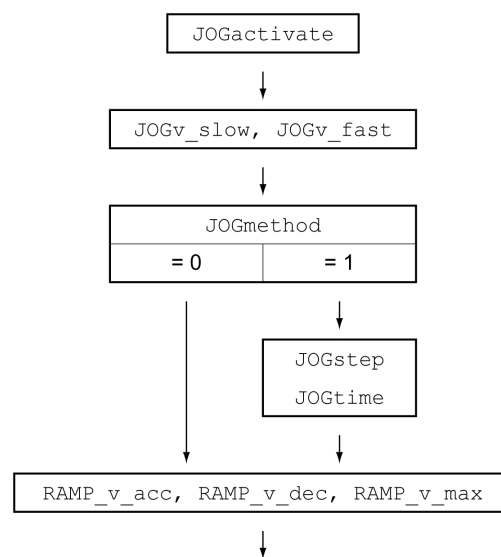 JOGactivate
JOGv_slow, JOGv_fast
JOGmethod
= 0
= 1
JOGstep
JOGtime
RAMP_v_acc, RAMP_v_dec, RAMP_v_max